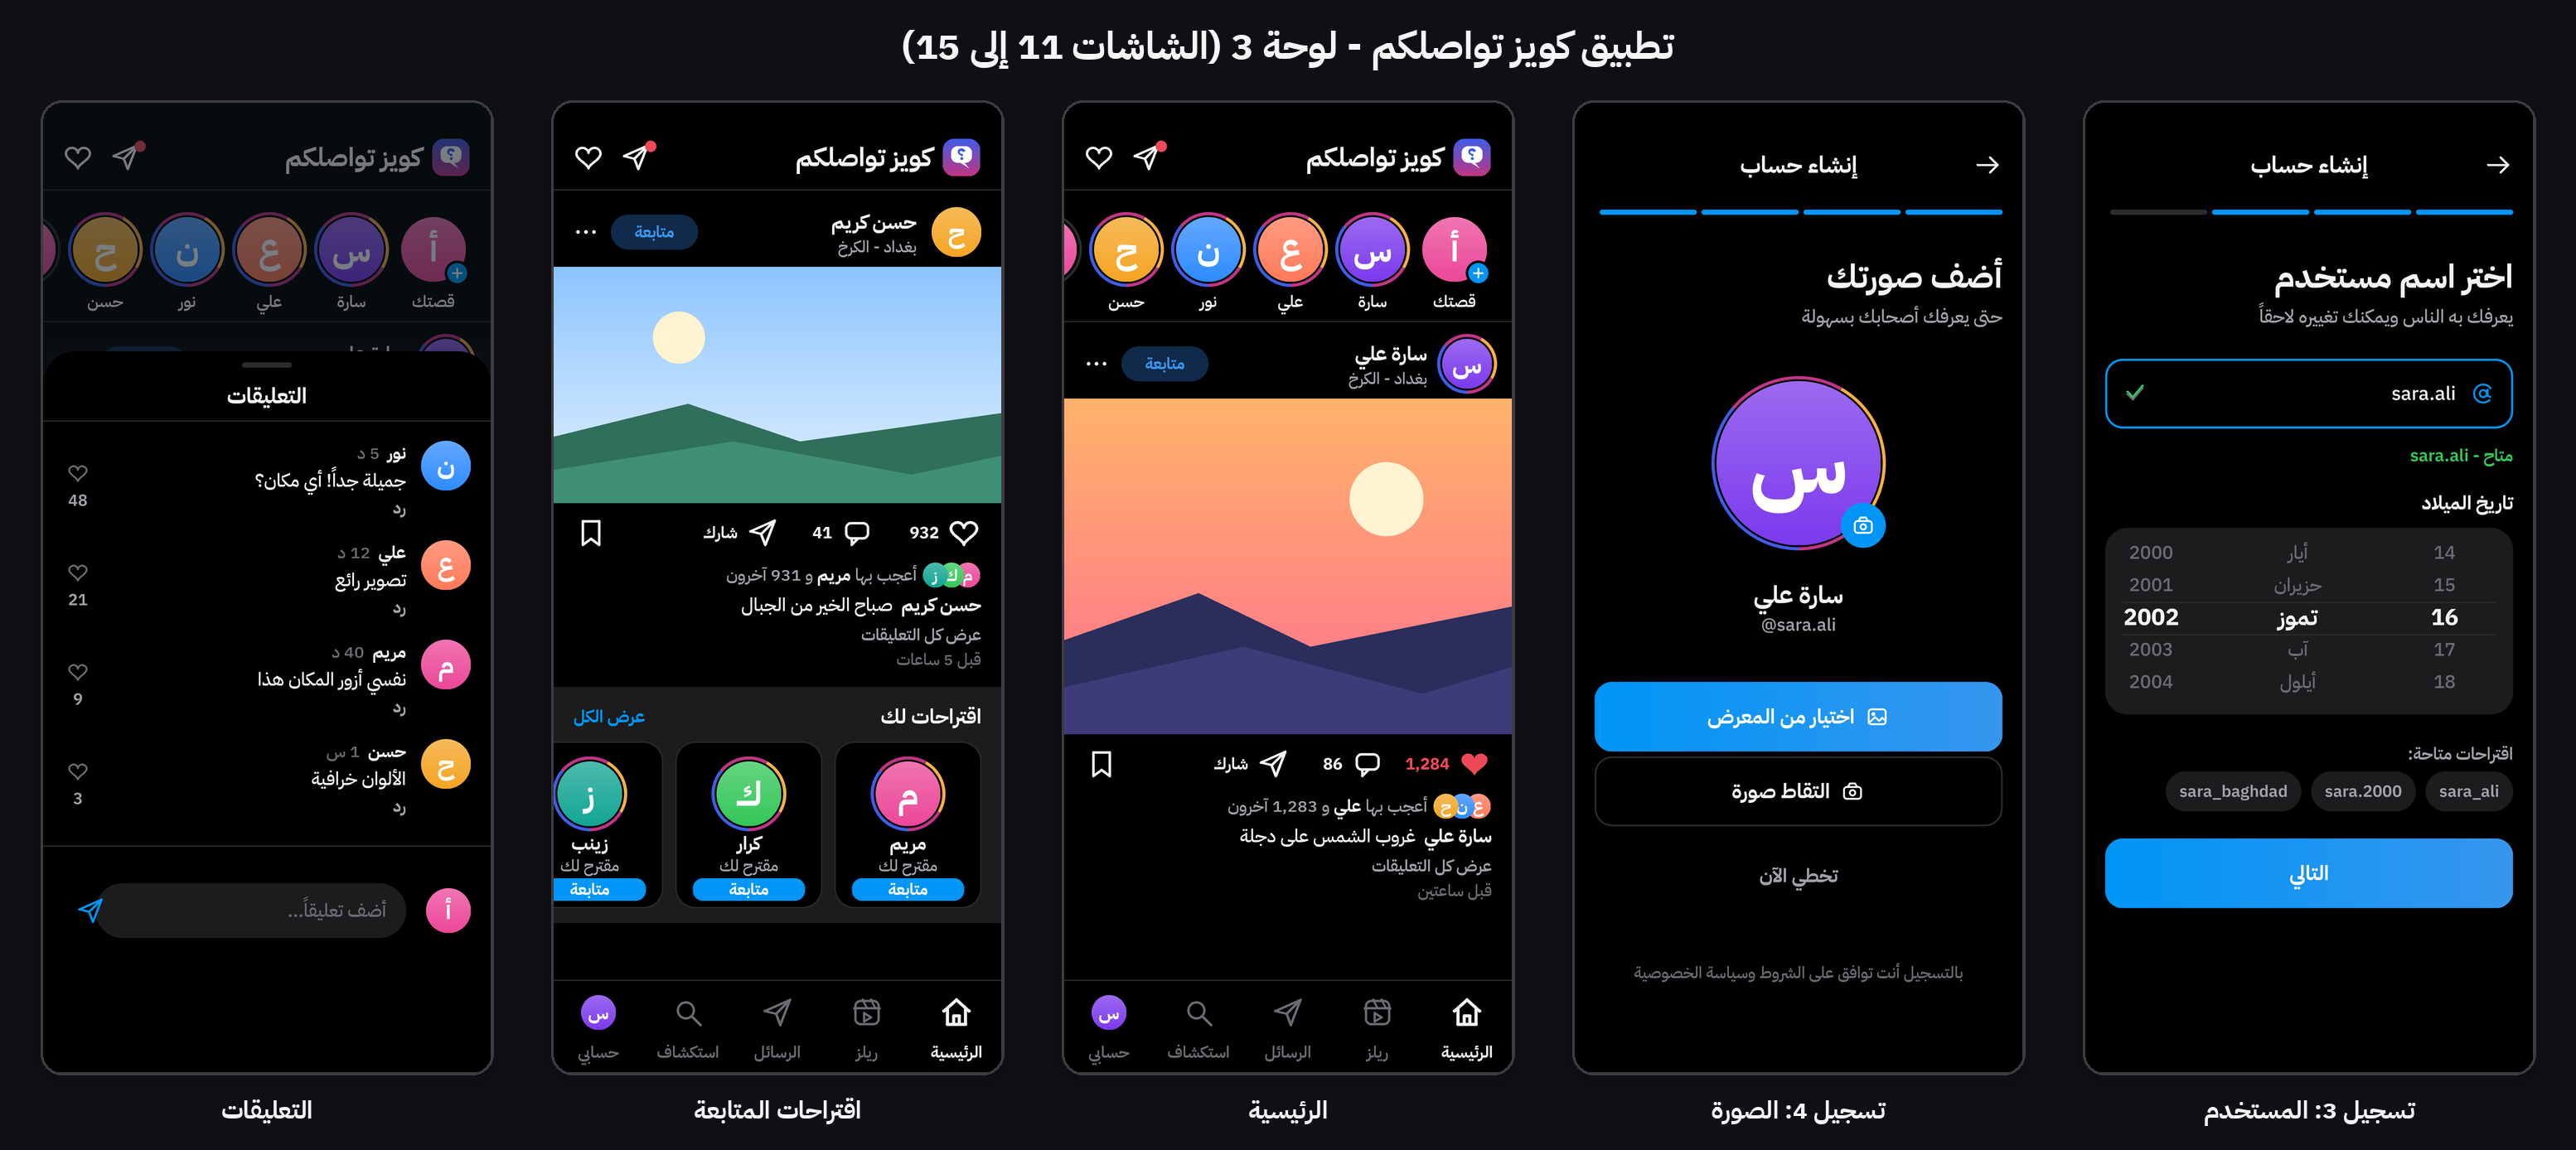 تطبيق كويز تواصلكم - لوحة 3 (الشاشات 11 إلى 15)
إنشاء حساب
اختر اسم مستخدم
يعرفك به الناس ويمكنك تغييره لاحقاً
@ sara.ali
متاح - sara.ali
تاريخ الميلاد
14 أيار 2000
15 حزيران 2001
16 تموز 2002
17 آب 2003
18 أيلول 2004
اقتراحات متاحة:
sara_ali sara.2000 sara_baghdad
التالي
تسجيل 3: المستخدم
إنشاء حساب
أضف صورتك
حتى يعرفك أصحابك بسهولة
س
سارة علي
@sara.ali
اختيار من المعرض
التقاط صورة
تخطي الآن
بالتسجيل أنت توافق على الشروط وسياسة الخصوصية
تسجيل 4: الصورة
؟ كويز تواصلكم
أ س ع ن ح
قصتك سارة علي نور حسن
س سارة علي متابعة
بغداد - الكرخ
1,284 86 شارك
ع ن ح أعجب بها علي و 1,283 آخرون
سارة علي غروب الشمس على دجلة
عرض كل التعليقات
قبل ساعتين
س
الرئيسية ريلز الرسائل استكشاف حسابي
الرئيسية
؟ كويز تواصلكم
ح حسن كريم متابعة
بغداد - الكرخ
932 41 شارك
م ك ز أعجب بها مريم و 931 آخرون
حسن كريم صباح الخير من الجبال
عرض كل التعليقات
قبل 5 ساعات
اقتراحات لك عرض الكل
م ك ز
مريم كرار زينب
مقترح لك مقترح لك مقترح لك
متابعة متابعة متابعة
س
الرئيسية ريلز الرسائل استكشاف حسابي
اقتراحات المتابعة
؟ كويز تواصلكم
أ س ع ن ح
قصتك سارة علي نور حسن
التعليقات
ن نور 5 د
جميلة جداً! أي مكان؟
رد
48
ع علي 12 د
تصوير رائع
رد
21
م مريم 40 د
نفسي أزور المكان هذا
رد
9
ح حسن 1 س
الألوان خرافية
رد
3
أ أضف تعليقاً...
التعليقات